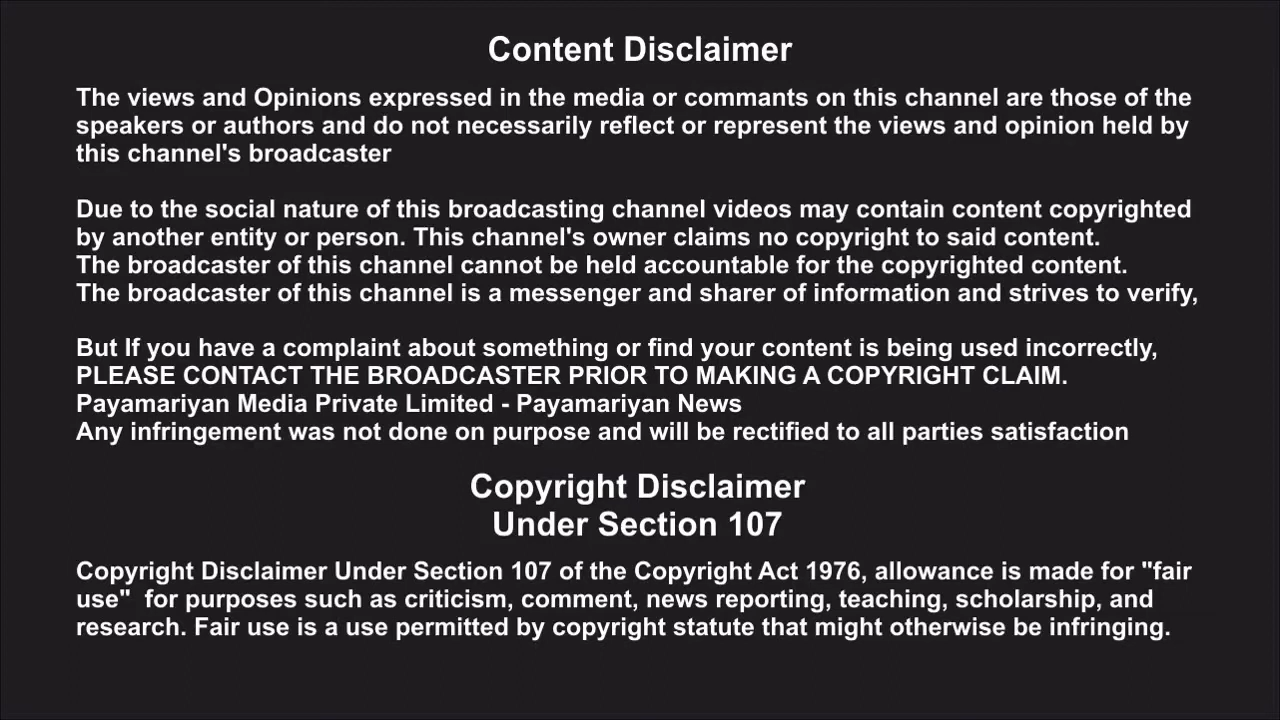 Content Disclaimer
The views and Opinions expressed in the media or commants on this channel are those of the
speakers or authors and do not necessarily reflect or represent the views and opinion held by
this channel's broadcaster
Due to the social nature of this broadcasting channel videos may contain content copyrighted
by another entity or person. This channel's owner claims no copyright to said content.
The broadcaster of this channel cannot be held accountable for the copyrighted content.
The broadcaster of this channel is a messenger and sharer of information and strives to verify,
But If you have a complaint about something or find your content is being used incorrectly,
PLEASE CONTACT THE BROADCASTER PRIOR TO MAKING A COPYRIGHT CLAIM.
Payamariyan Media Private Limited - Payamariyan News
Any infringement was not done on purpose and will be rectified to all parties satisfaction
Copyright Disclaimer
Under Section 107
Copyright Disclaimer Under Section 107 of the Copyright Act 1976, allowance is made for "fair
use"  for purposes such as criticism, comment, news reporting, teaching, scholarship, and
research. Fair use is a use permitted by copyright statute that might otherwise be infringing.